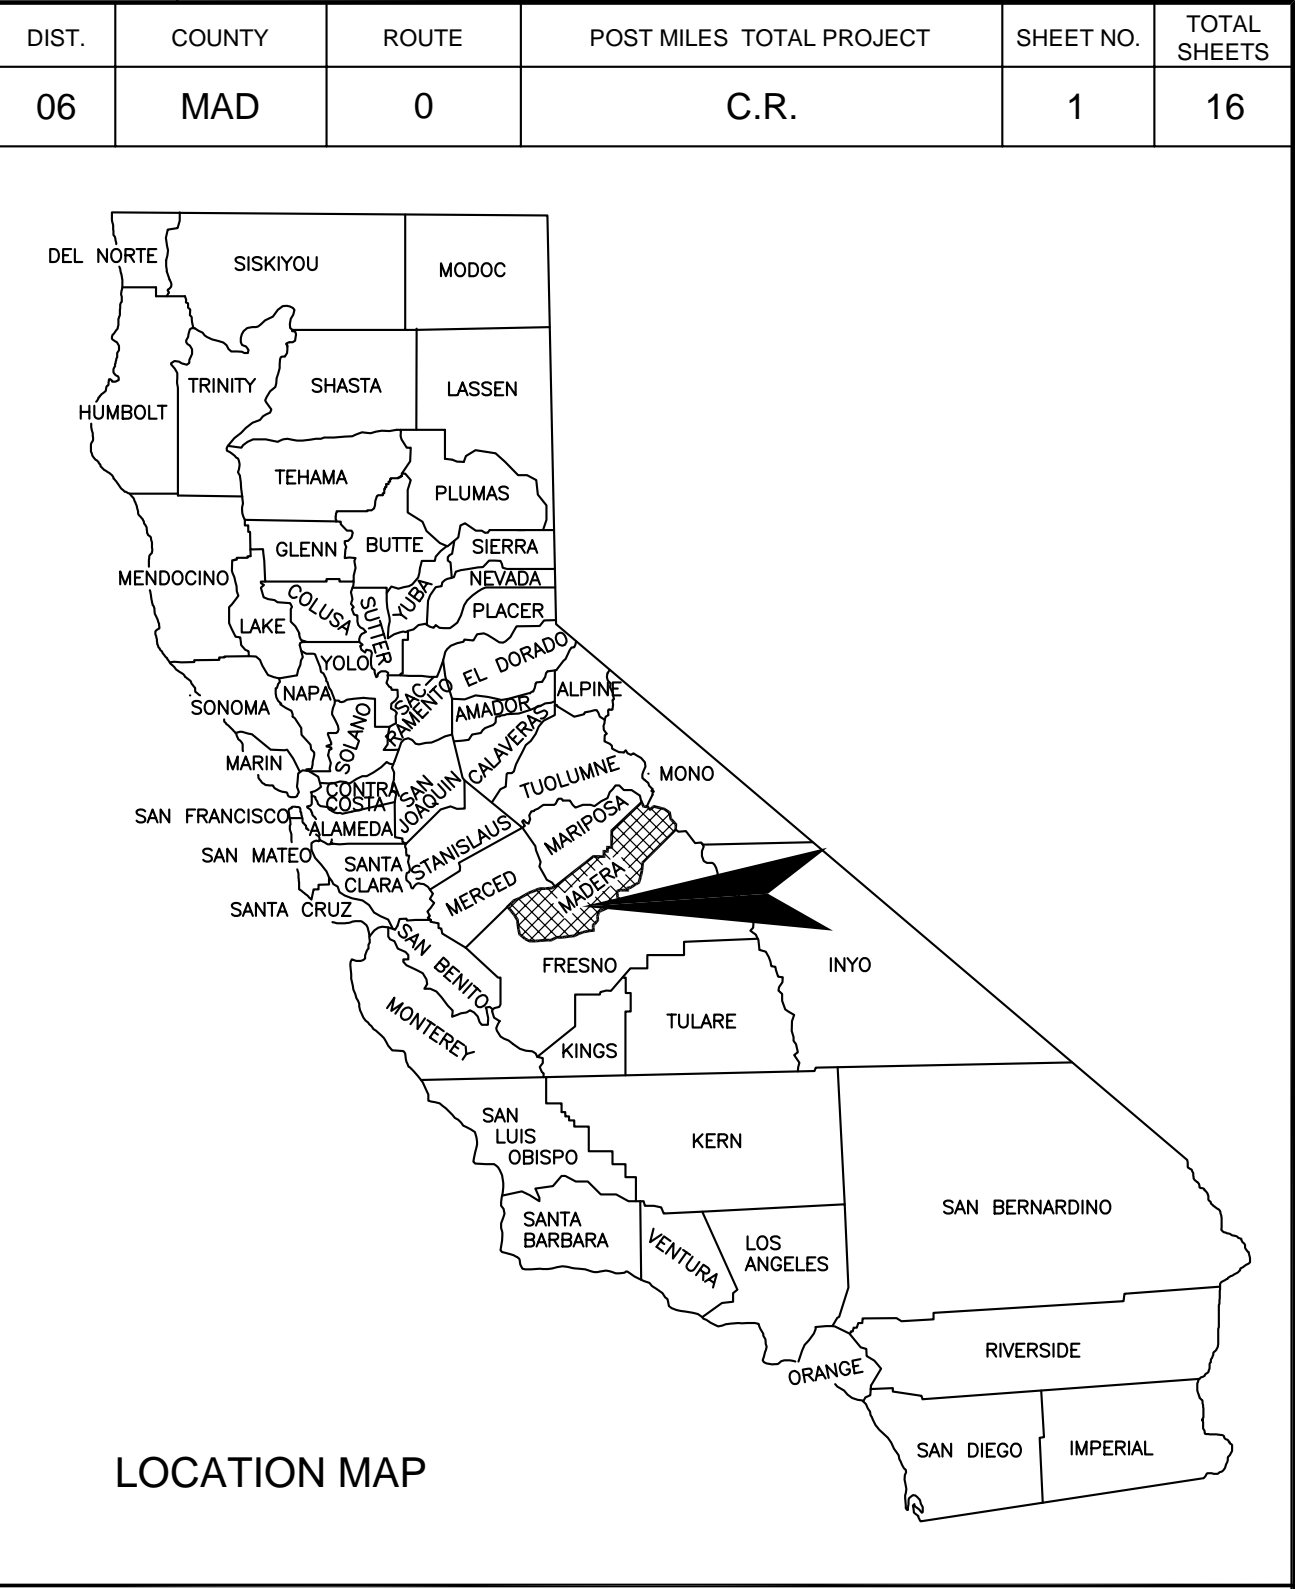 DIST. COUNTY ROUTE POST MILES TOTAL PROJECT SHEET NO. TOTAL SHEETS
06 MAD 0 C.R. 1 16
DEL NORTE
SISKIYOU
MODOC
TRINITY
SHASTA
LASSEN
HUMBOLT
TEHAMA
PLUMAS
GLENN
BUTTE
SIERRA
MENDOCINO
NEVADA
COLUSA
SUTTER
YUBA
PLACER
LAKE
YOLO
EL DORADO
NAPA
SAC-
RAMENTO
ALPINE
SONOMA
SOLANO
AMADOR
CALAVERAS
MARIN
TUOLUMNE
MONO
CONTRA
COSTA
SAN
JOAQUIN
SAN FRANCISCO
ALAMEDA
STANISLAUS
MARIPOSA
SAN MATEO
SANTA
CLARA
MERCED
MADERA
SANTA CRUZ
SAN BENITO
FRESNO
INYO
MONTEREY
TULARE
KINGS
SAN
LUIS
OBISPO
KERN
SAN BERNARDINO
SANTA
BARBARA
VENTURA
LOS
ANGELES
RIVERSIDE
ORANGE
SAN DIEGO
IMPERIAL
LOCATION MAP